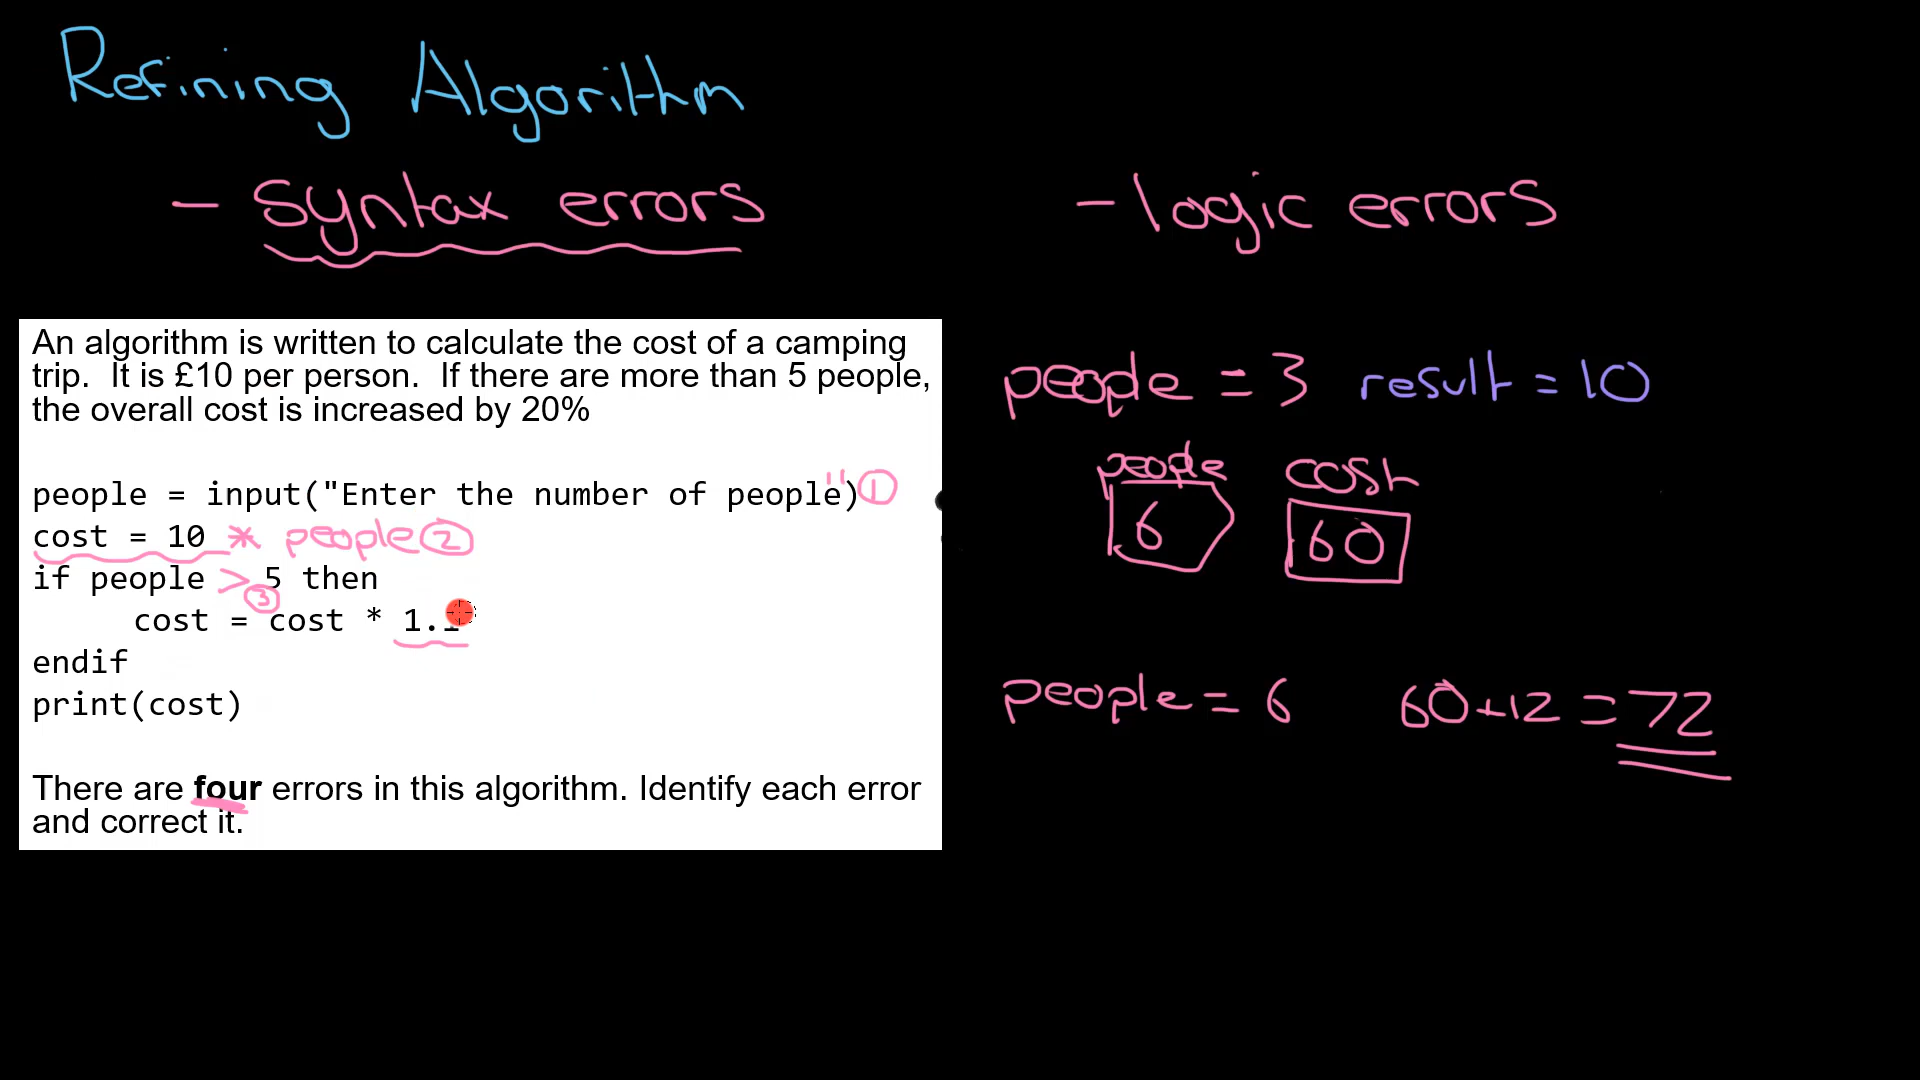 Refining Algorithm
- syntax errors
- logic errors
An algorithm is written to calculate the cost of a camping
trip. It is £10 per person. If there are more than 5 people,
the overall cost is increased by 20%
people = input("Enter the number of people") 1
cost = 10 * people 2
if people > 5 then
3
cost = cost * 1.1
endif
print(cost)
There are four errors in this algorithm. Identify each error
and correct it.
people = 3 result = 10
people cost
6 60
people = 6 60+12 = 72